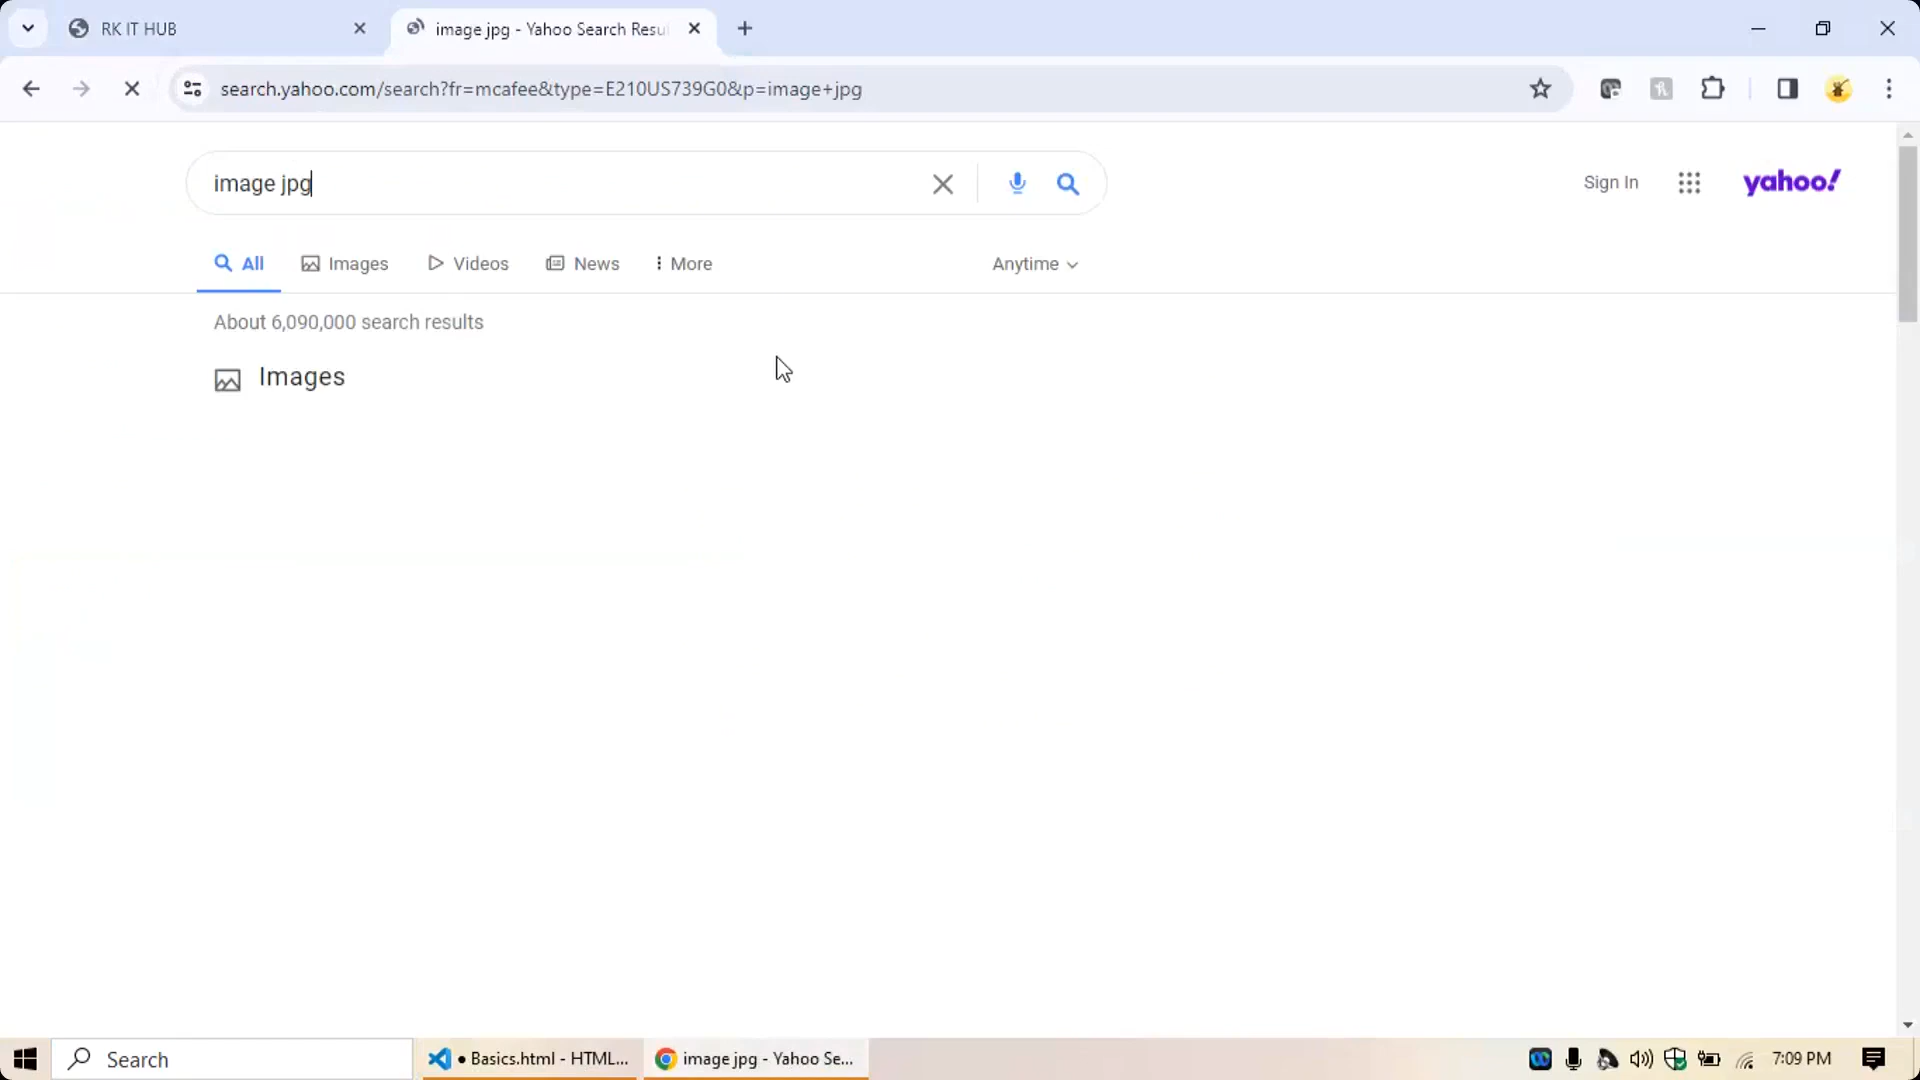 RK IT HUB
image jpg - Yahoo Search Resu
search.yahoo.com/search?fr=mcafee&type=E210US739G0&p=image+jpg
image jpg
Sign In
yahoo!
All
Images
Videos
News
More
Anytime
About 6,090,000 search results
Images
Search
• Basics.html - HTML...
image jpg - Yahoo Se...
7:09 PM